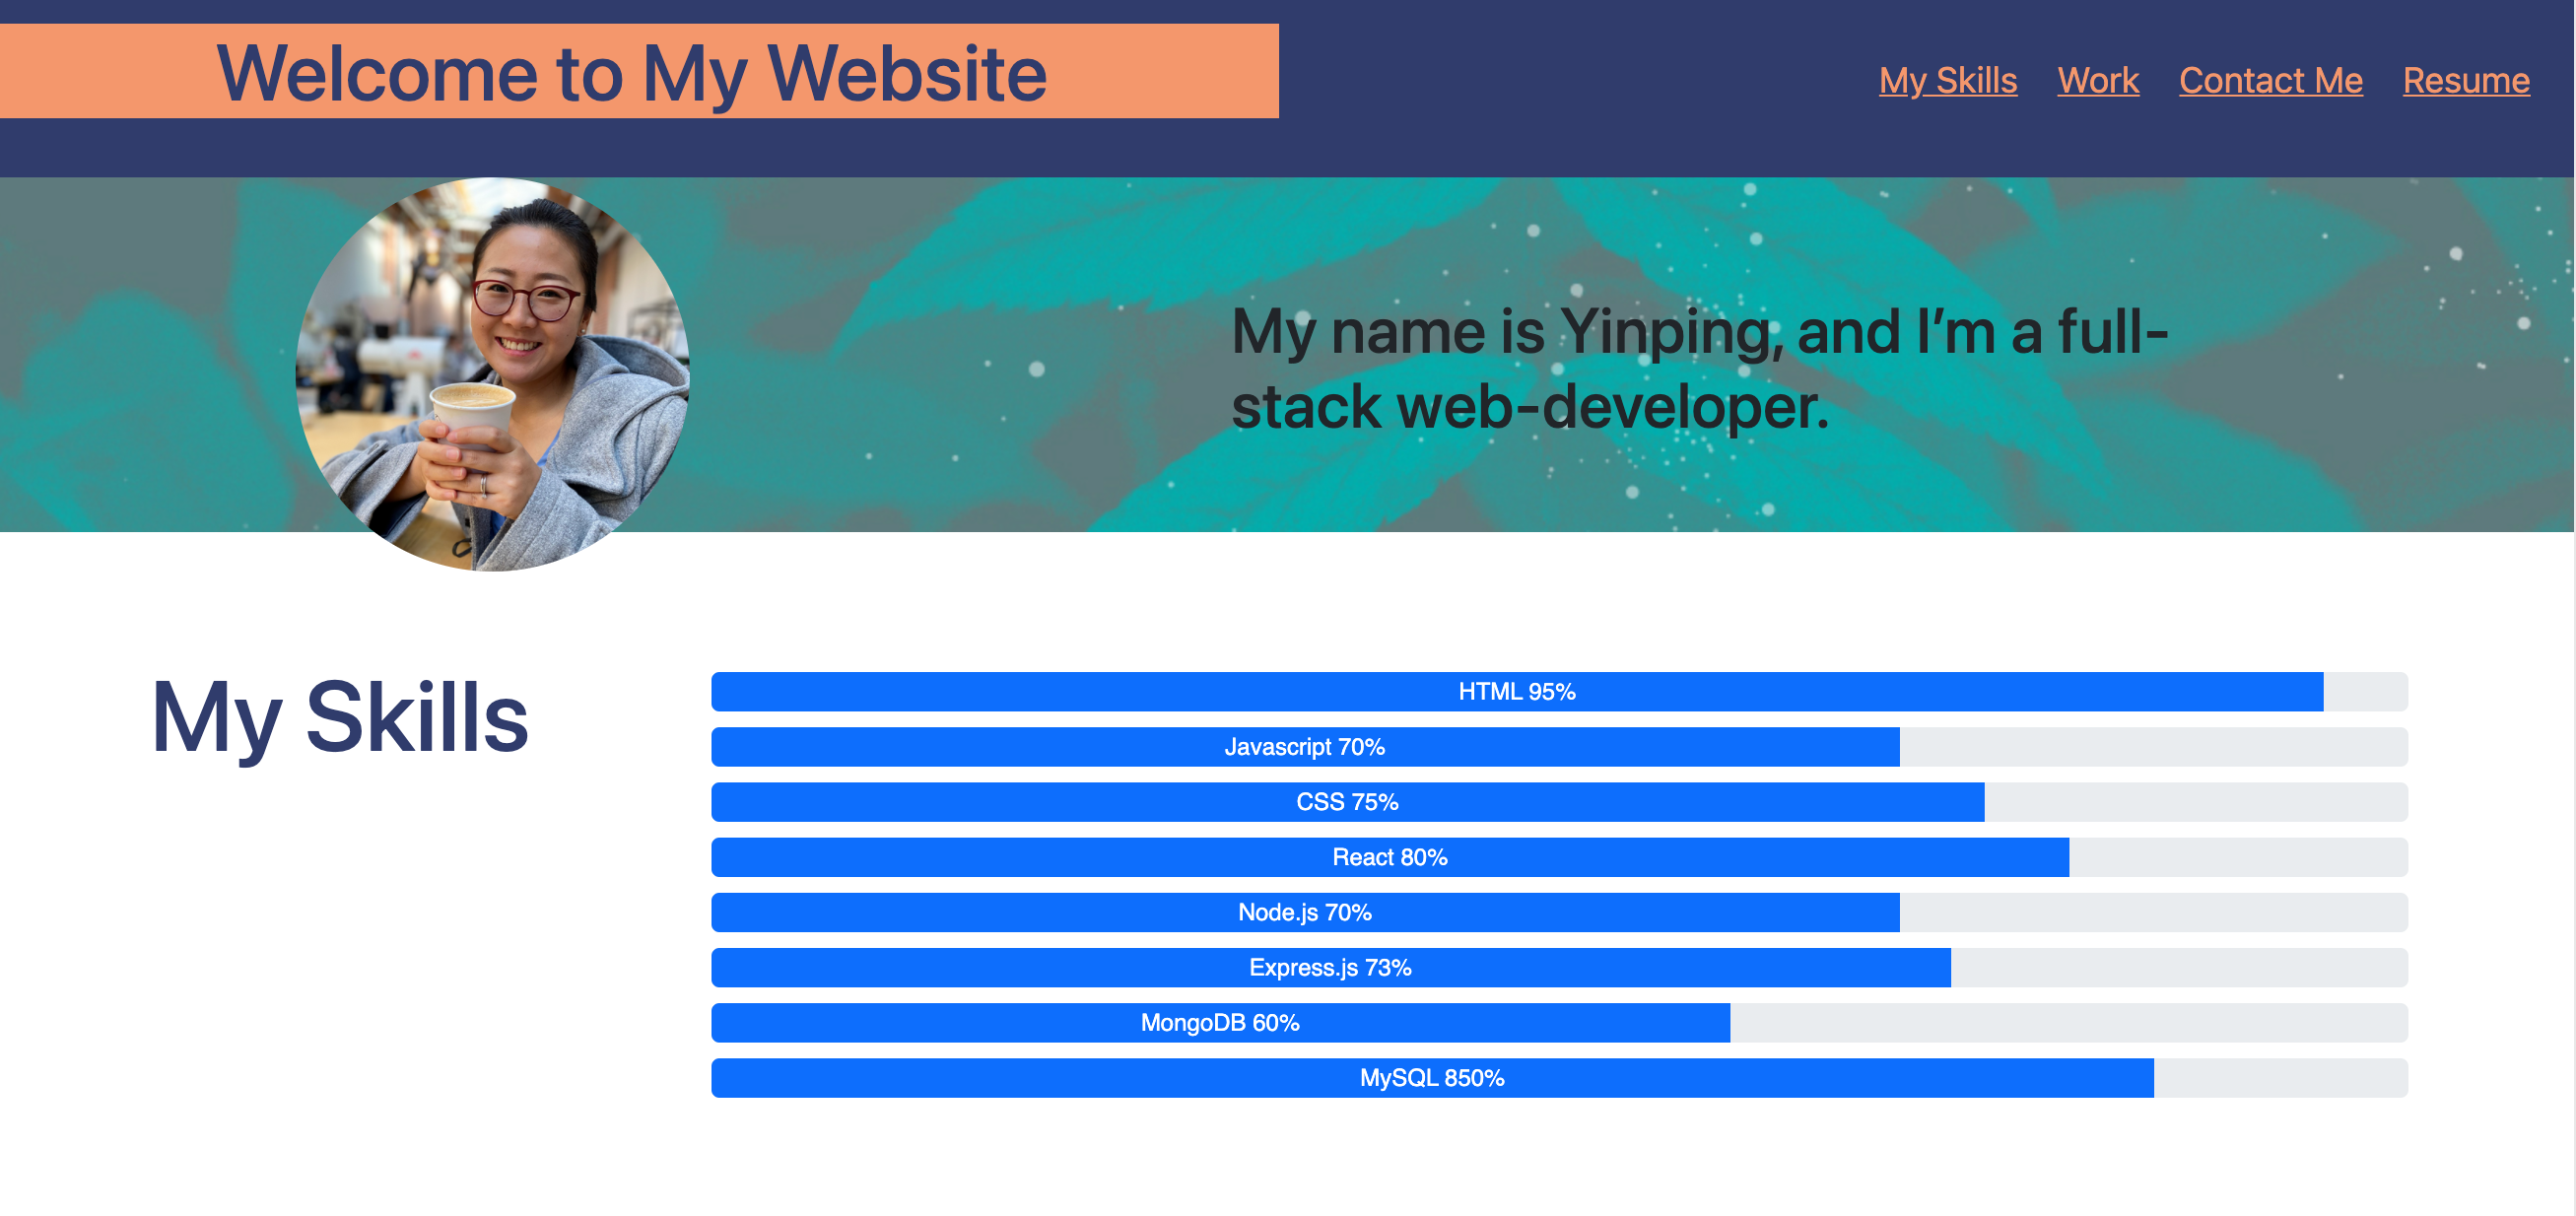 Welcome to My Website
My Skills Work Contact Me Resume
My name is Yinping, and I’m a full-
stack web-developer.
My Skills
HTML 95%
Javascript 70%
CSS 75%
React 80%
Node.js 70%
Express.js 73%
MongoDB 60%
MySQL 850%